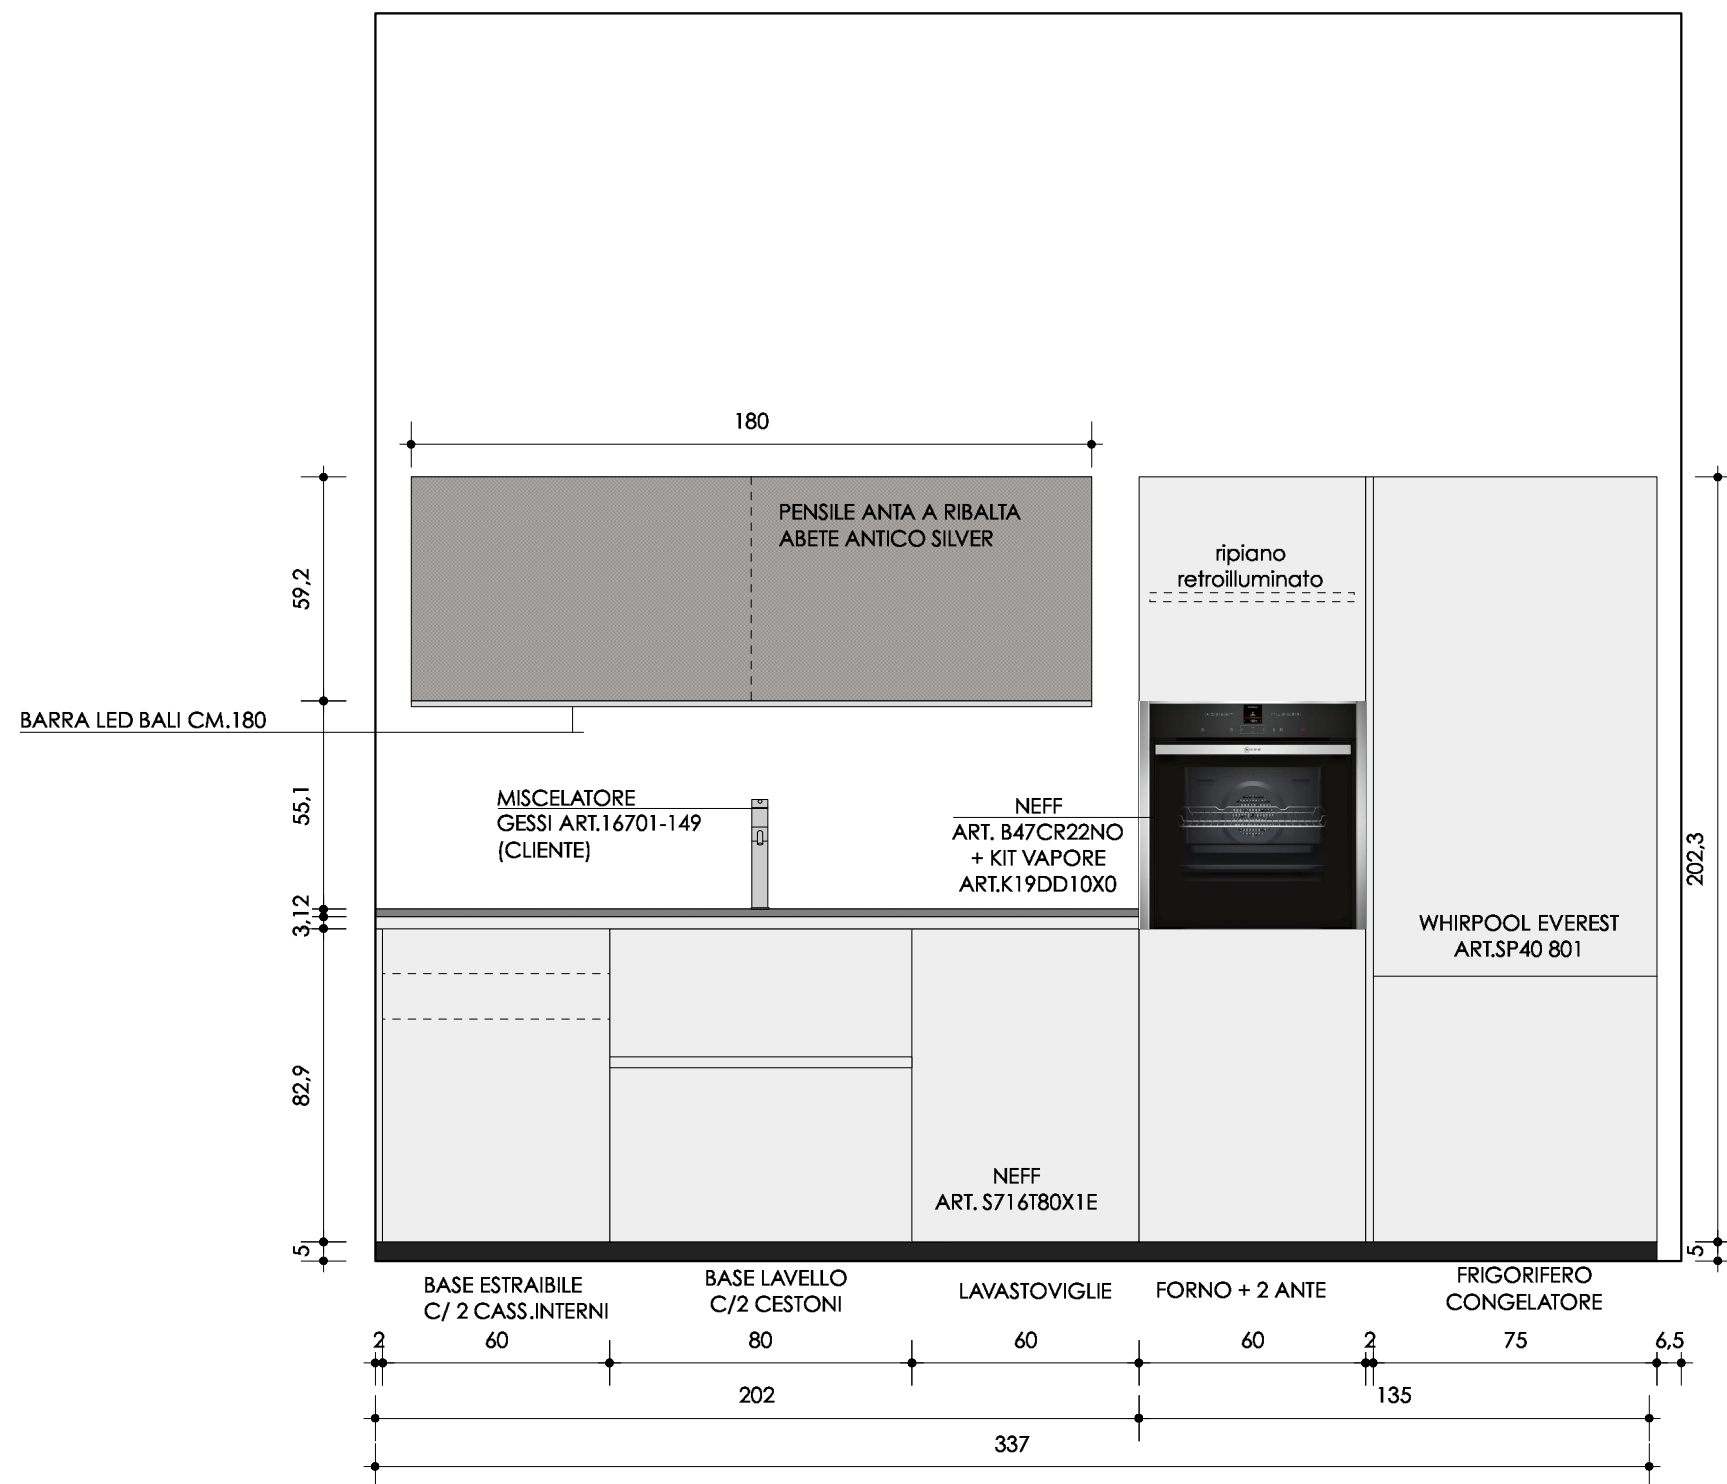 180
PENSILE ANTA A RIBALTA
ABETE ANTICO SILVER
ripiano
retroilluminato
59,2
BARRA LED BALI CM.180
55,1
MISCELATORE
GESSI ART.16701-149
(CLIENTE)
NEFF
ART. B47CR22NO
+ KIT VAPORE
ART.K19DD10X0
202,3
3,12
WHIRPOOL EVEREST
ART.SP40 801
82,9
NEFF
ART. S716T80X1E
5
5
BASE ESTRAIBILE
C/ 2 CASS.INTERNI
BASE LAVELLO
C/2 CESTONI
LAVASTOVIGLIE
FORNO + 2 ANTE
FRIGORIFERO
CONGELATORE
2 60 80 60 60 2 75 6,5
202 135
337